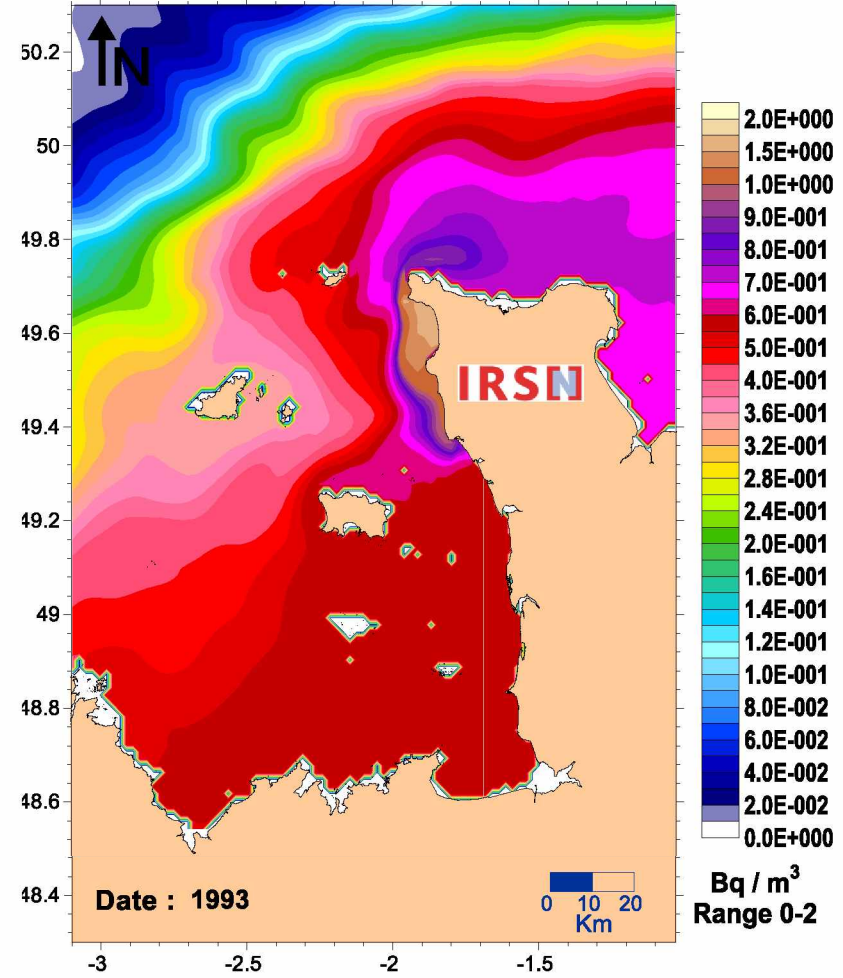 N
50.2
50
49.8
49.6
49.4
49.2
49
48.8
48.6
48.4
-3
-2.5
-2
-1.5
IRSN
Date : 1993
0 10 20
Km
2.0E+000
1.5E+000
1.0E+000
9.0E-001
8.0E-001
7.0E-001
6.0E-001
5.0E-001
4.0E-001
3.6E-001
3.2E-001
2.8E-001
2.4E-001
2.0E-001
1.6E-001
1.4E-001
1.2E-001
1.0E-001
8.0E-002
6.0E-002
4.0E-002
2.0E-002
0.0E+000
Bq / m³
Range 0-2